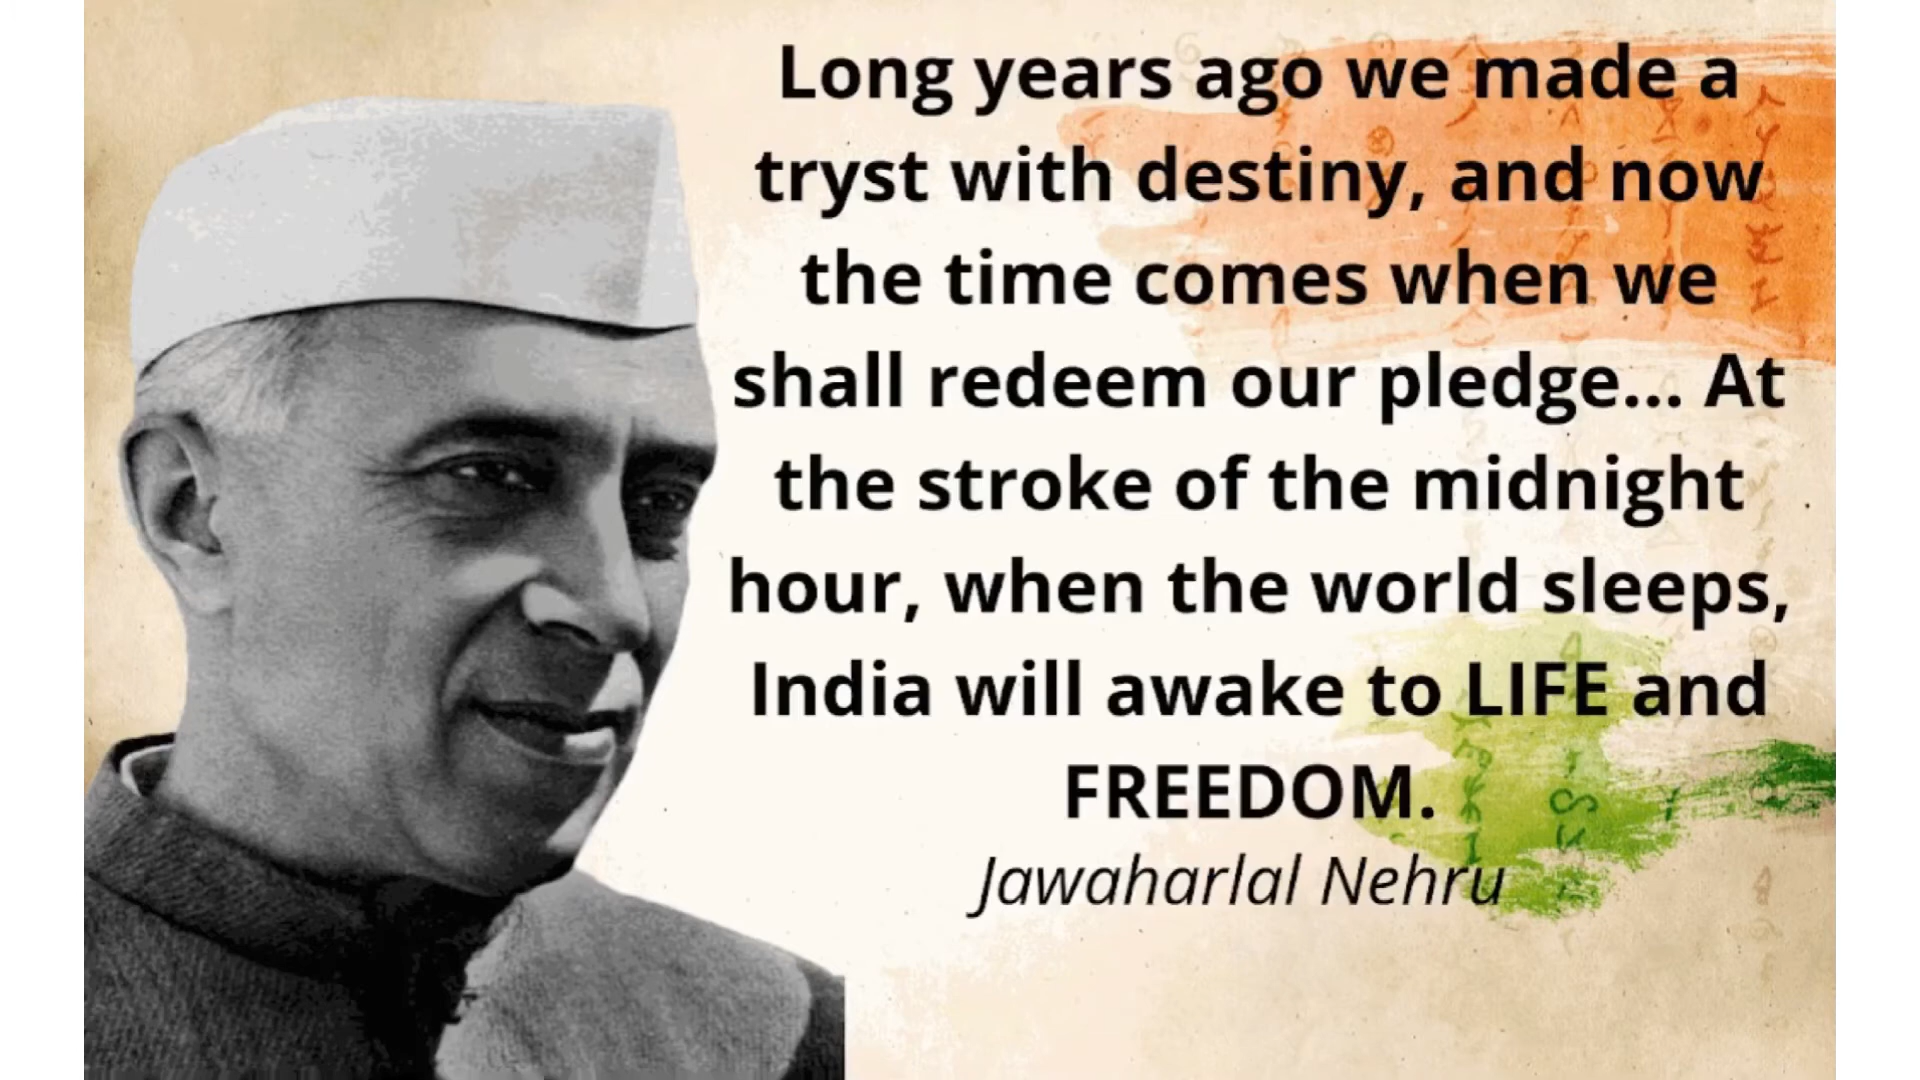 Long years ago we made a
tryst with destiny, and now
the time comes when we
shall redeem our pledge... At
the stroke of the midnight
hour, when the world sleeps,
India will awake to LIFE and
FREEDOM.
Jawaharlal Nehru